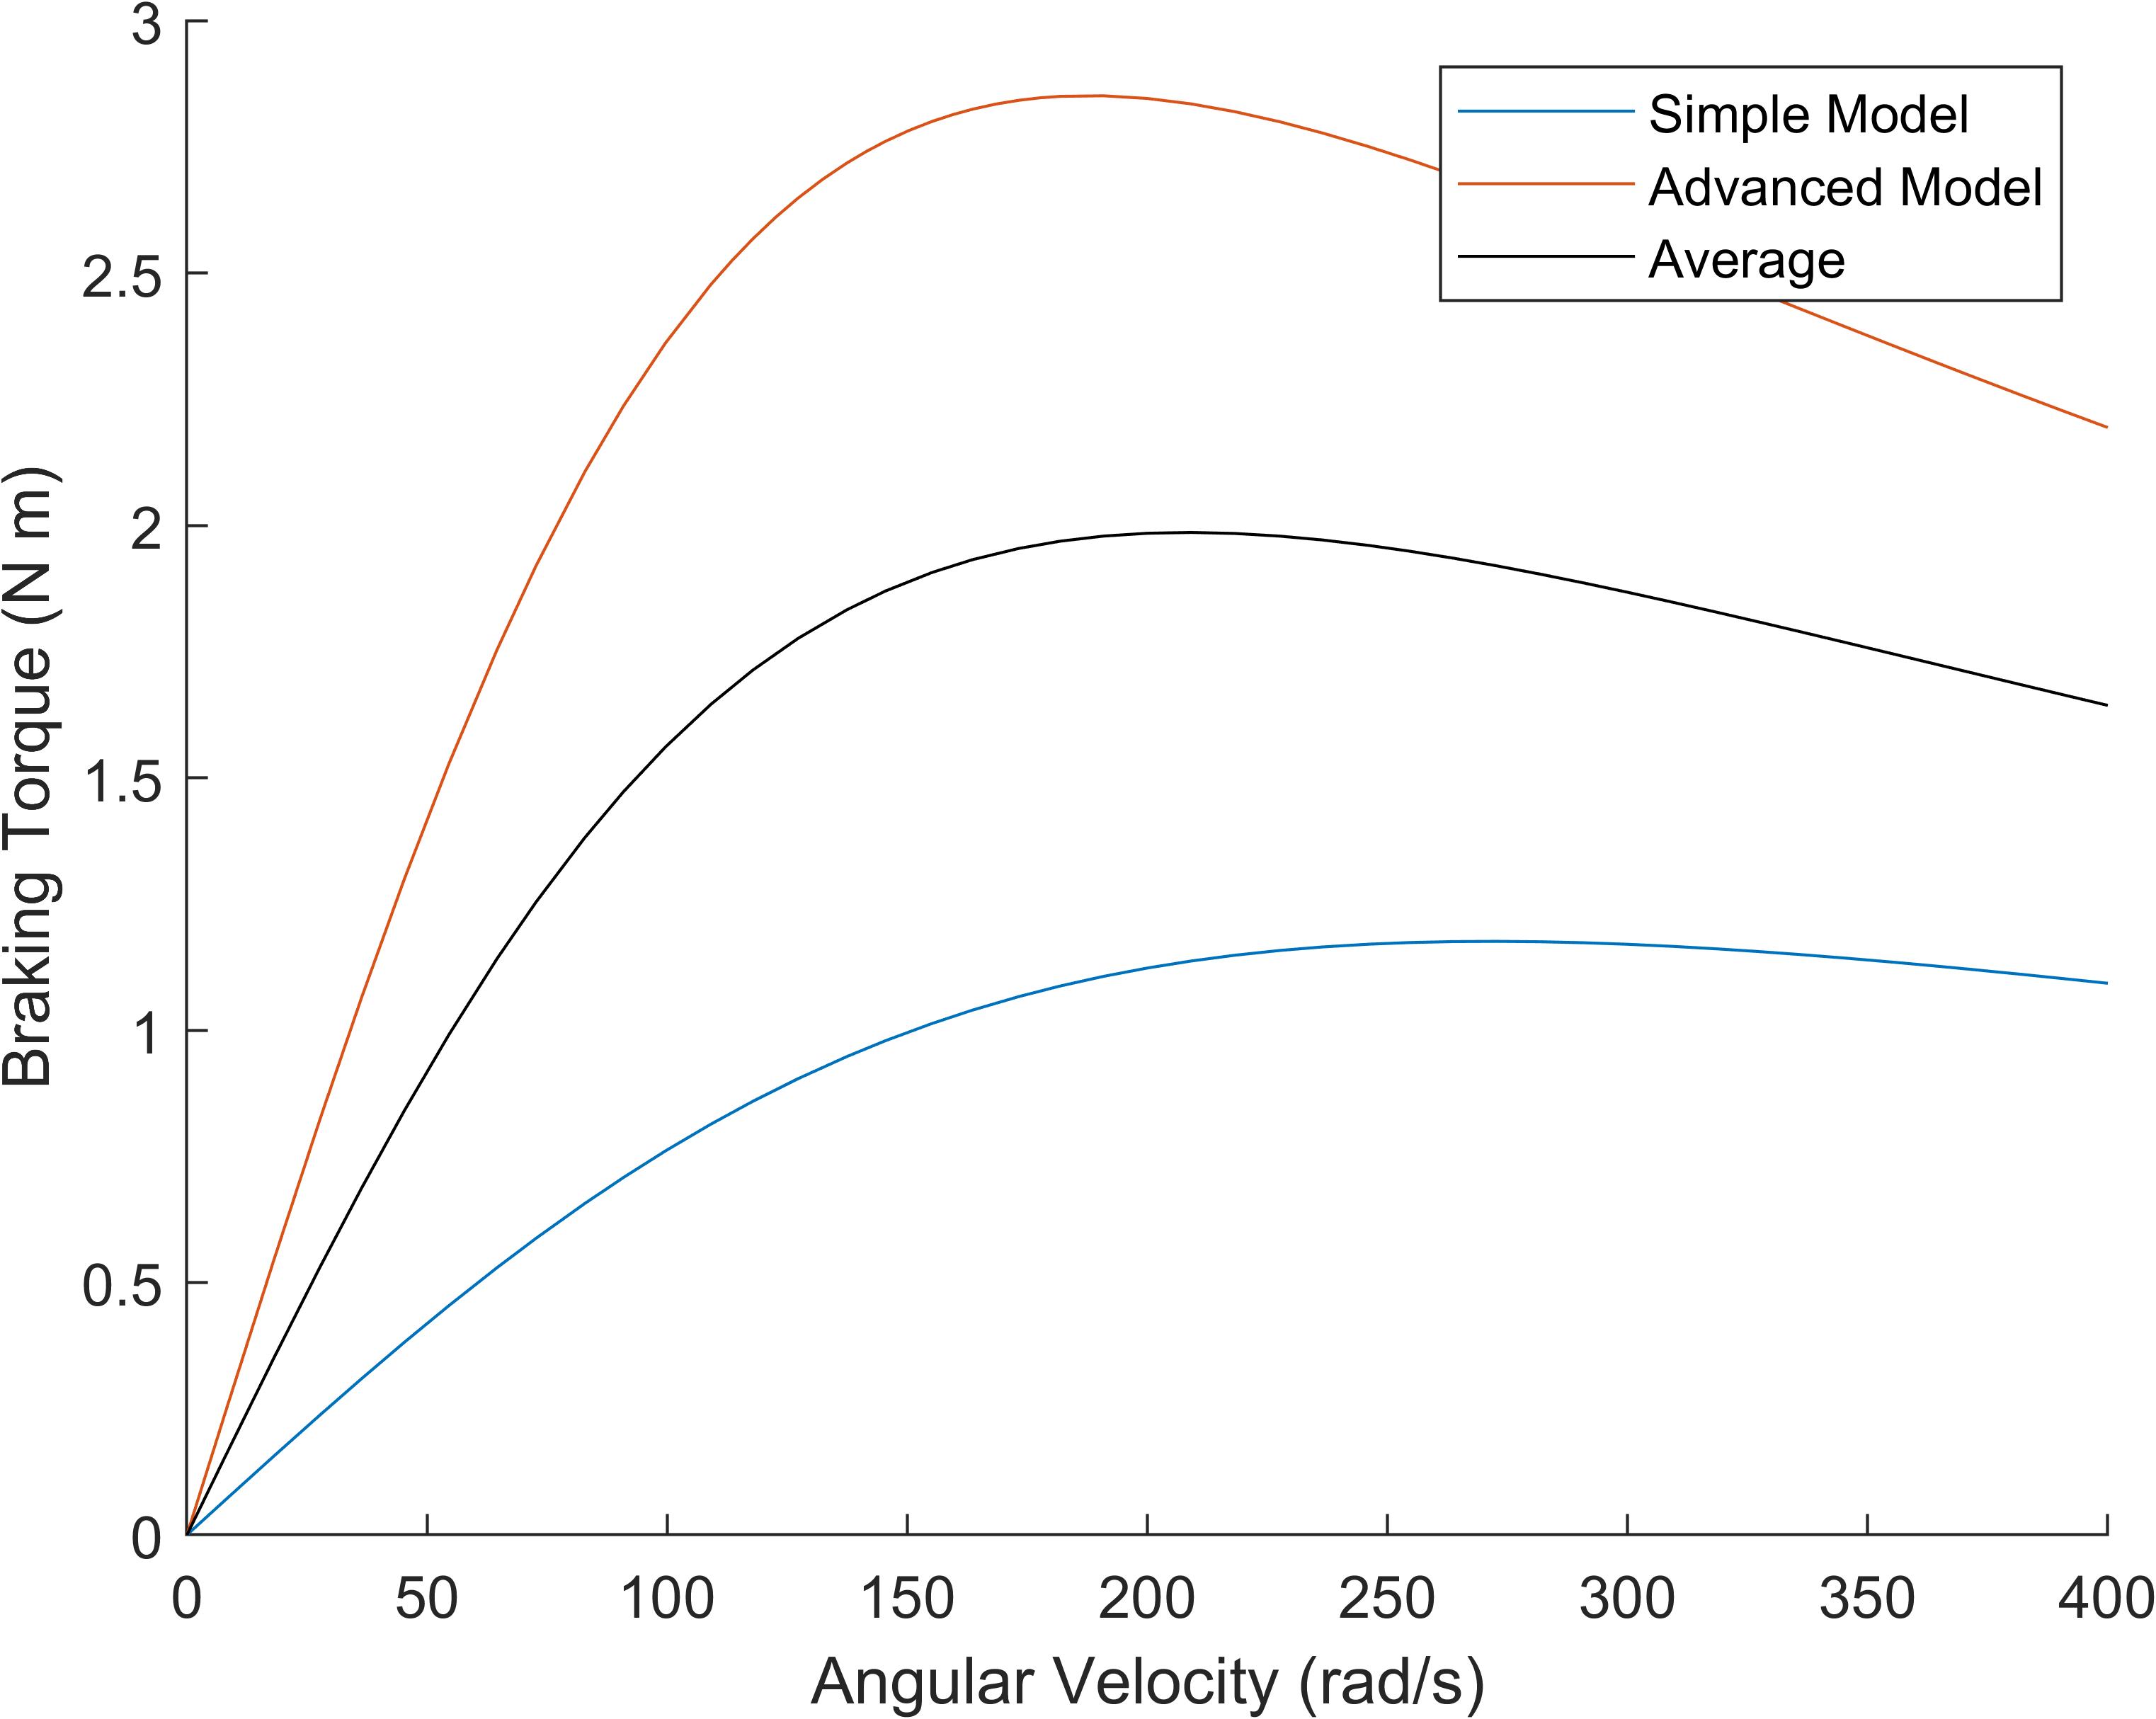 3
2.5
2
1.5
1
0.5
0
0 50 100 150 200 250 300 350 400
Braking Torque (N m)
Angular Velocity (rad/s)
Simple Model
Advanced Model
Average